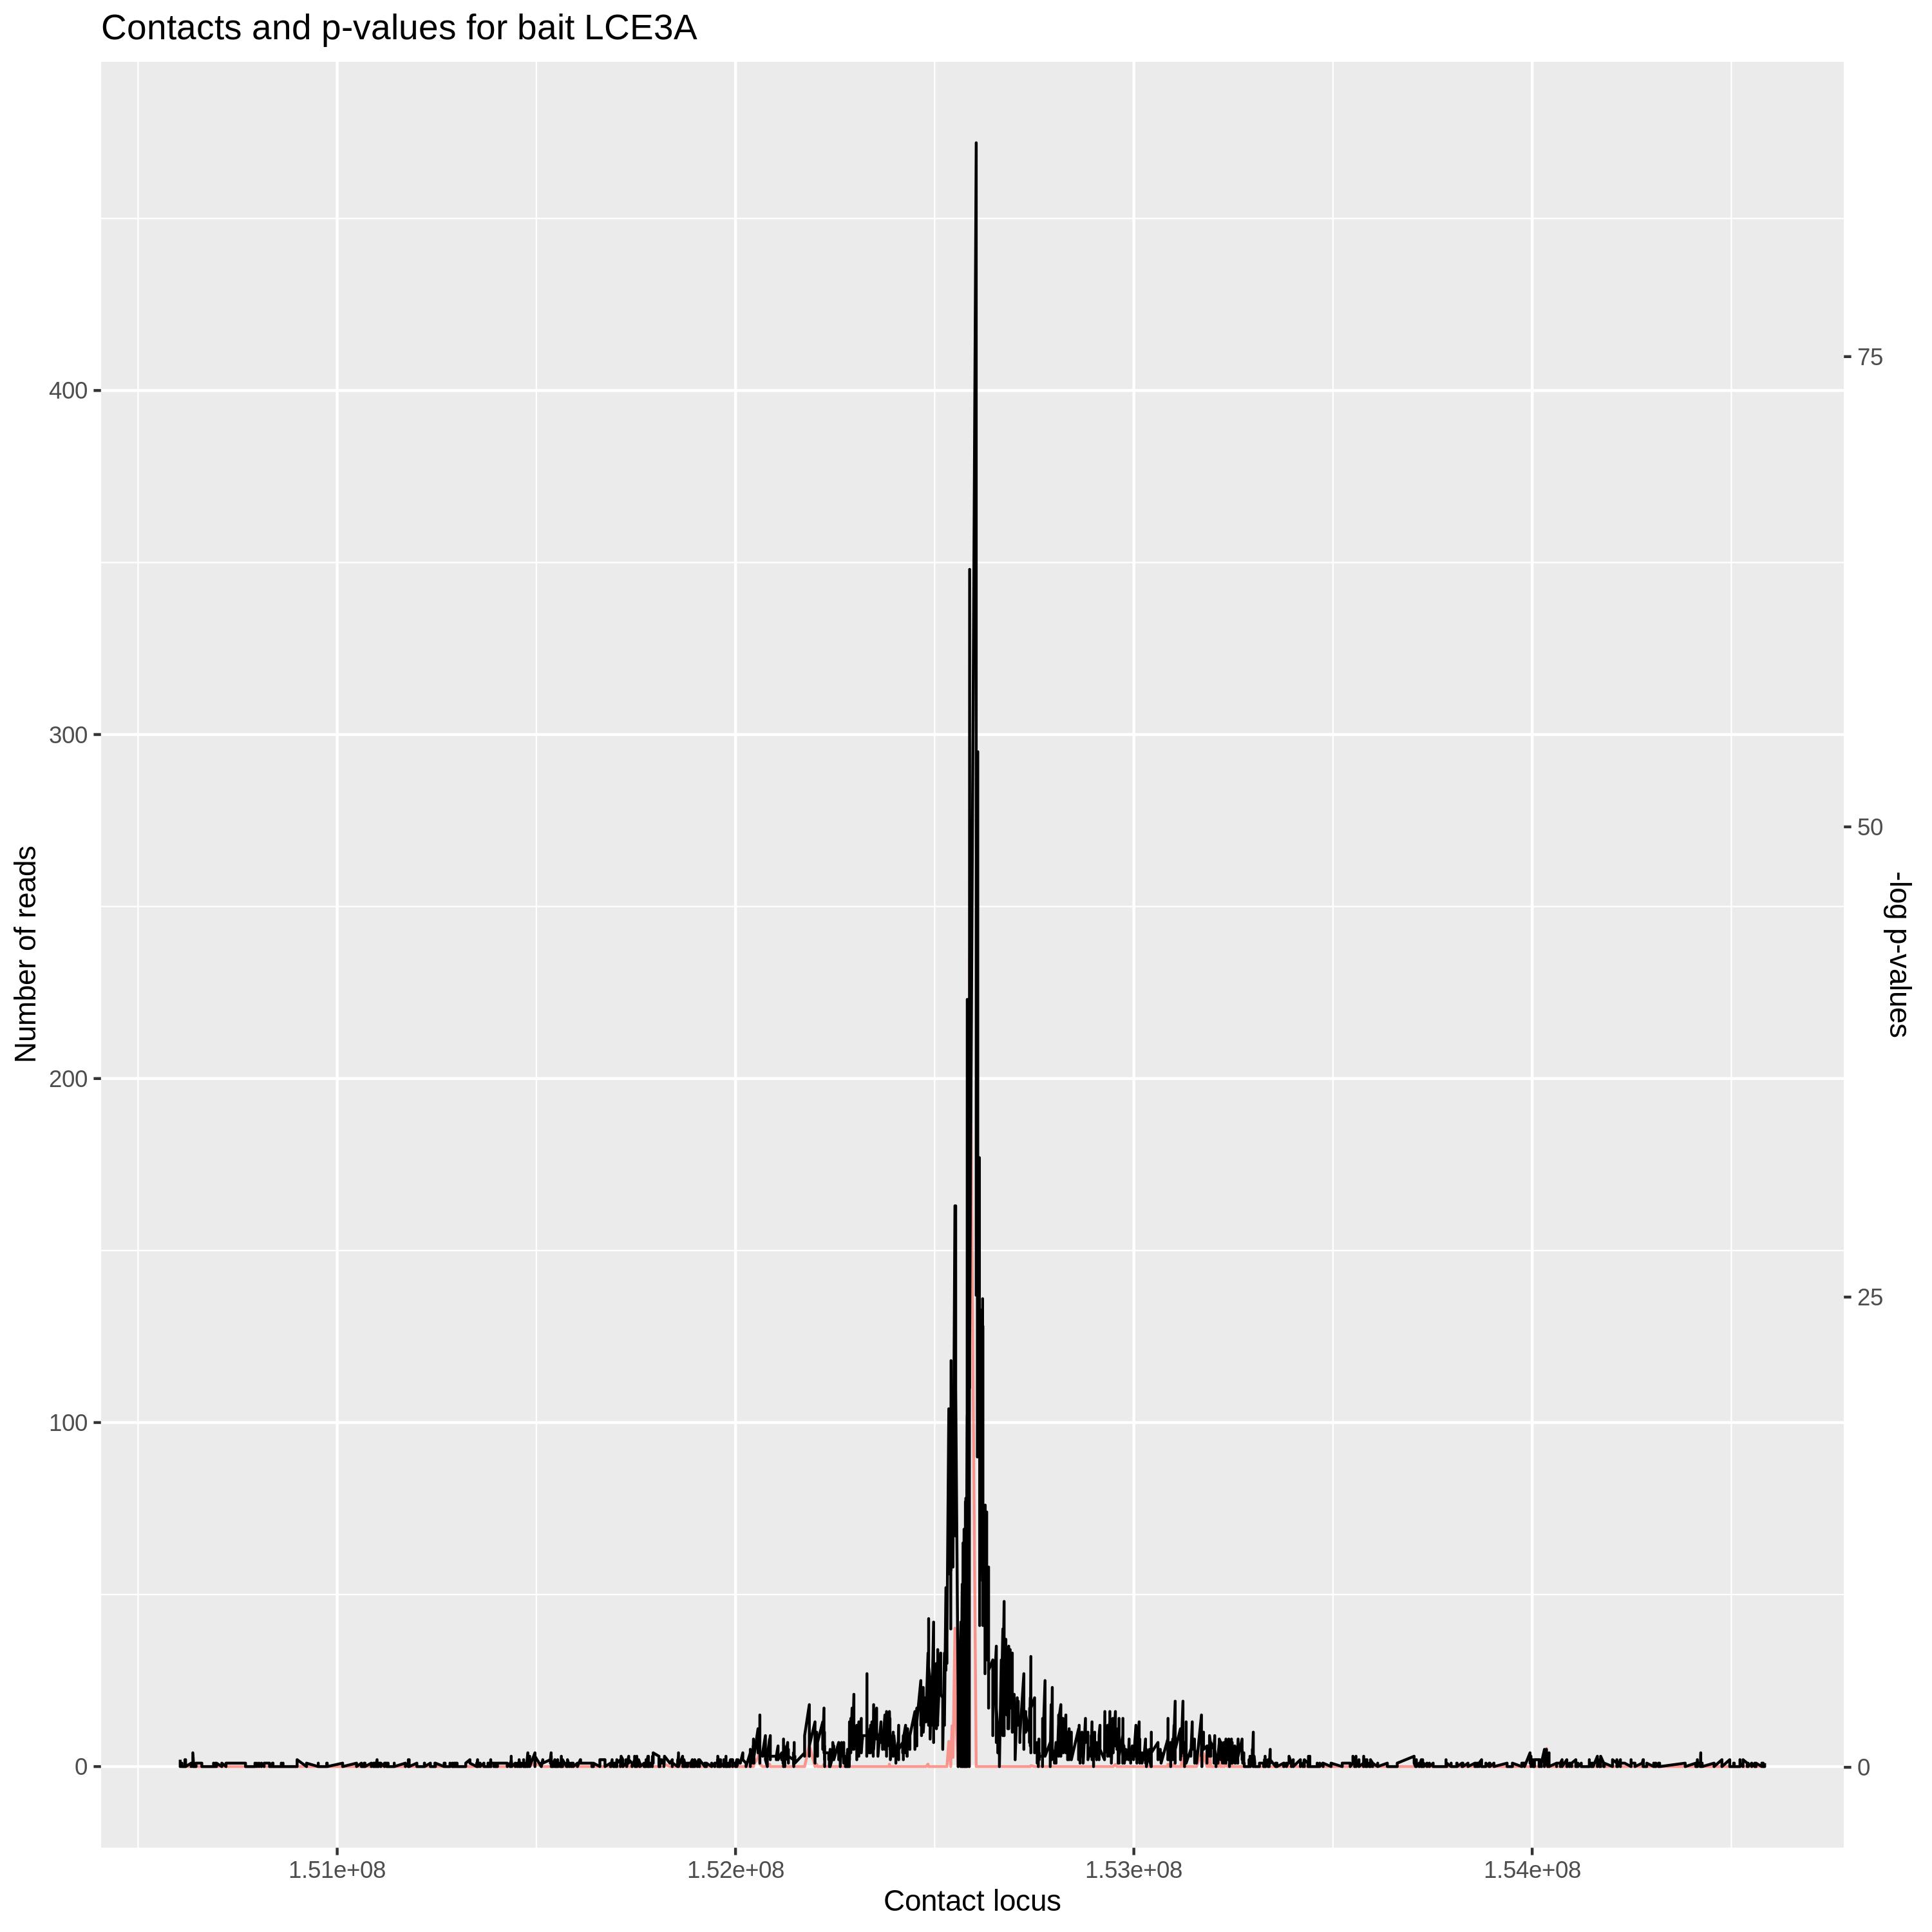 Contacts and p-values for bait LCE3A
400
300
200
100
0
Number of reads
75
50
25
0
-log p-values
1.51e+08
1.52e+08
1.53e+08
1.54e+08
Contact locus